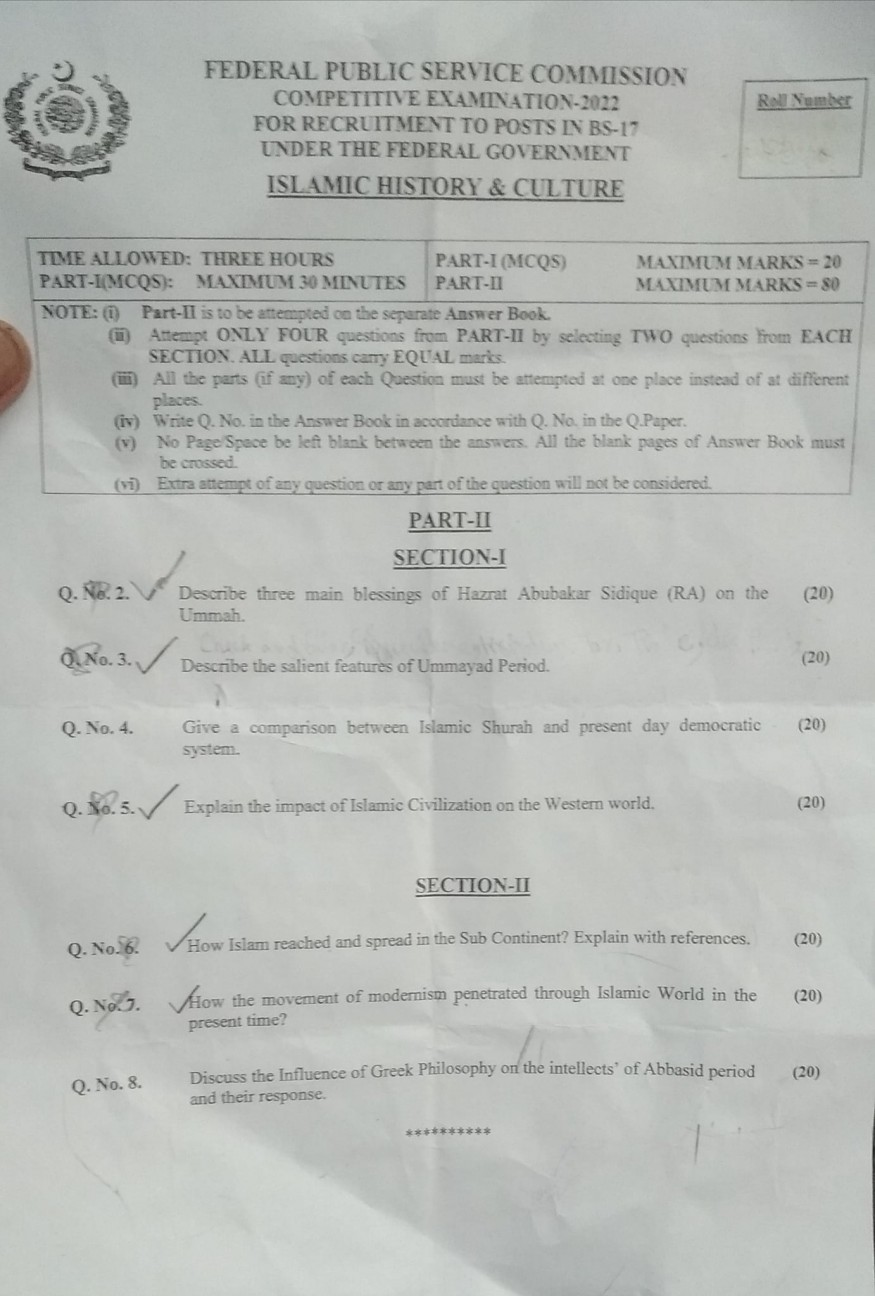 FEDERAL PUBLIC SERVICE COMMISSION
COMPETITIVE EXAMINATION-2022
FOR RECRUITMENT TO POSTS IN BS-17
UNDER THE FEDERAL GOVERNMENT
Roll Number
ISLAMIC HISTORY & CULTURE
TIME ALLOWED: THREE HOURS PART-I (MCQS) MAXIMUM MARKS = 20
PART-I(MCQS): MAXIMUM 30 MINUTES PART-II MAXIMUM MARKS = 80
NOTE: (i) Part-II is to be attempted on the separate Answer Book.
(ii) Attempt ONLY FOUR questions from PART-II by selecting TWO questions from EACH
SECTION. ALL questions carry EQUAL marks.
(iii) All the parts (if any) of each Question must be attempted at one place instead of at different
places.
(iv) Write Q. No. in the Answer Book in accordance with Q. No. in the Q.Paper.
(v) No Page/Space be left blank between the answers. All the blank pages of Answer Book must
be crossed.
(vi) Extra attempt of any question or any part of the question will not be considered.
PART-II
SECTION-I
Q. No. 2. Describe three main blessings of Hazrat Abubakar Sidique (RA) on the (20)
Ummah.
Q. No. 3. Describe the salient features of Ummayad Period. (20)
Q. No. 4. Give a comparison between Islamic Shurah and present day democratic (20)
system.
Q. No. 5. Explain the impact of Islamic Civilization on the Western world. (20)
SECTION-II
Q. No. 6. How Islam reached and spread in the Sub Continent? Explain with references. (20)
Q. No. 7. How the movement of modernism penetrated through Islamic World in the (20)
present time?
Q. No. 8. Discuss the Influence of Greek Philosophy on the intellects' of Abbasid period (20)
and their response.
**********